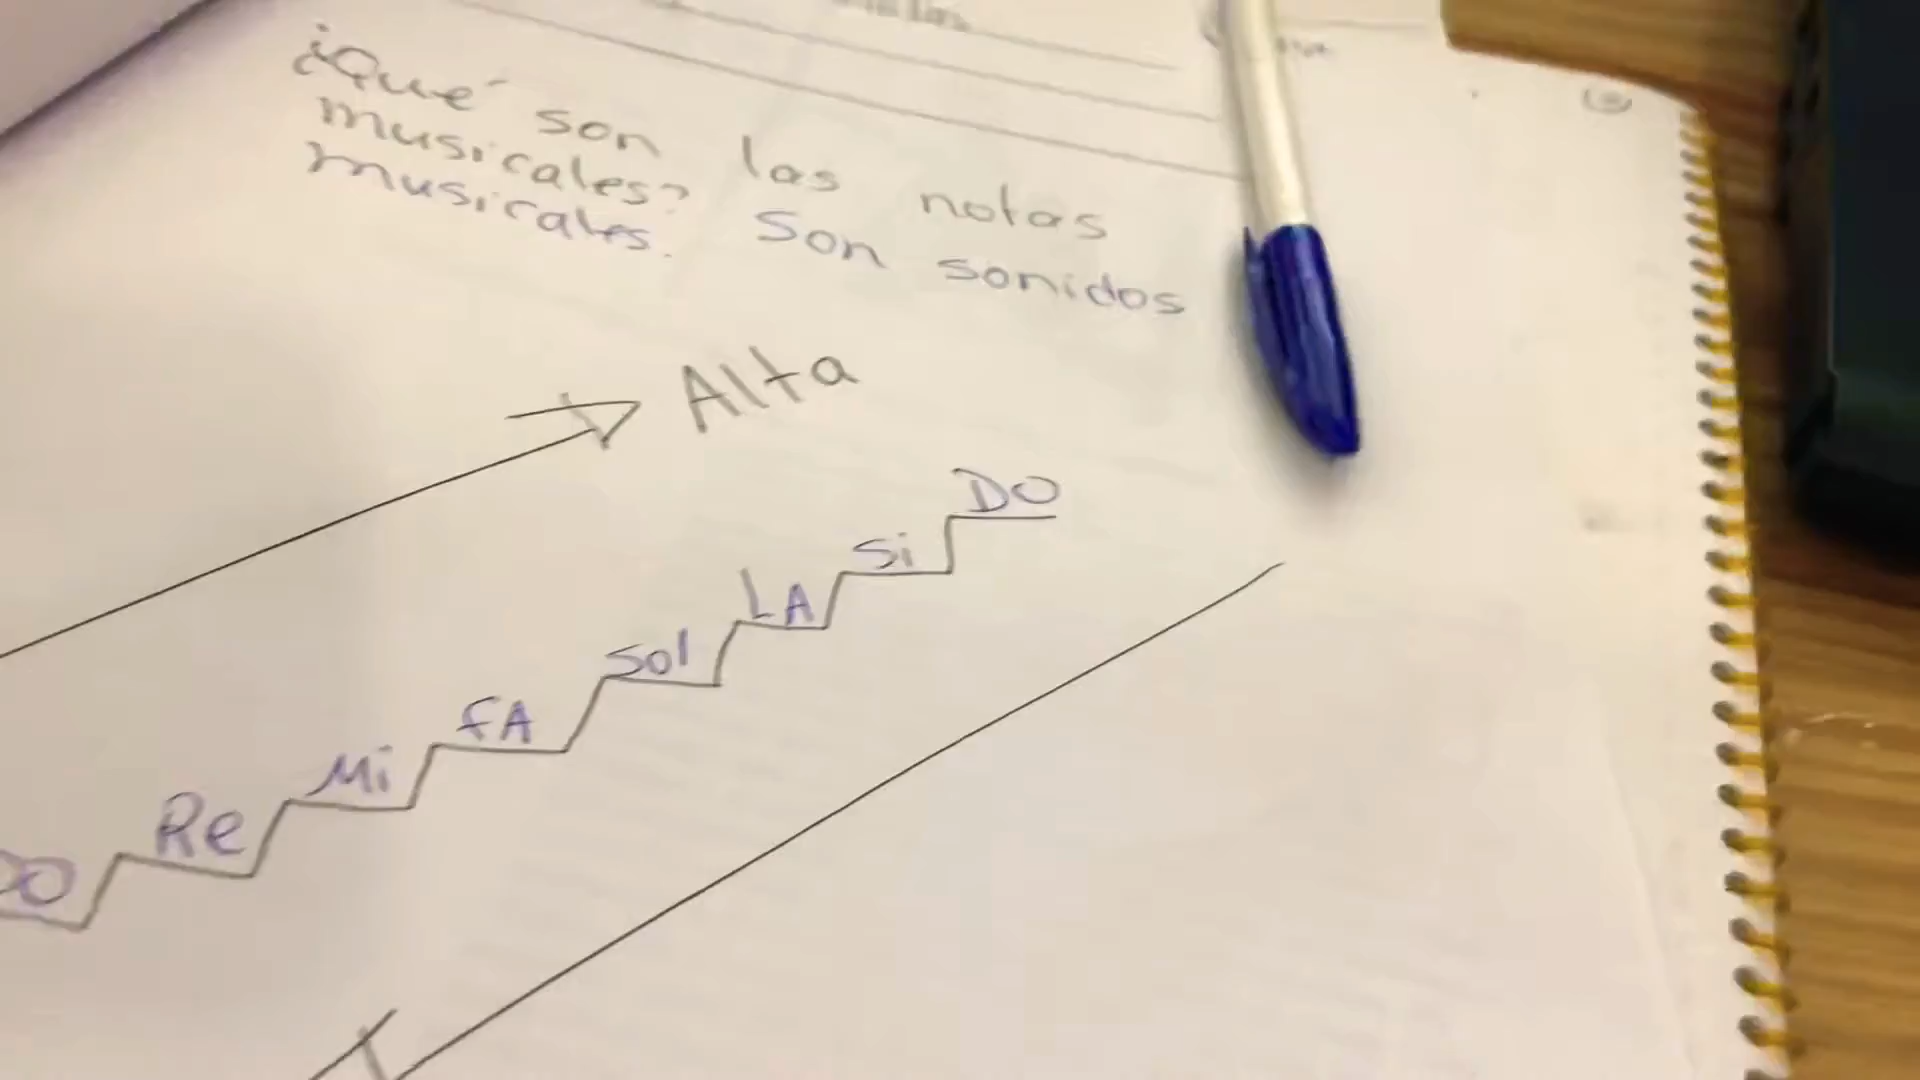 ¿Qué son las notas
musicales? Son sonidos
musicales.
Alta
DO
Si
LA
Sol
FA
Mi
Re
DO